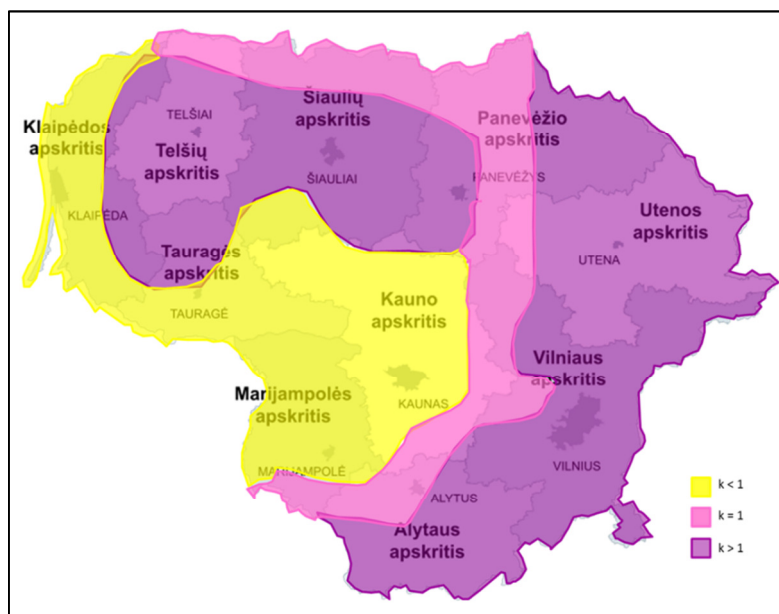 TELŠIAI
Šiaulių
apskritis
Klaipėdos
apskritis
Panevėžio
apskritis
Telšių
apskritis
ŠIAULIAI
PANEVĖŽYS
KLAIPĖDA
Utenos
apskritis
Tauragės
apskritis
UTENA
Kauno
apskritis
TAURAGĖ
Vilniaus
apskritis
Marijampolės
apskritis
KAUNAS
MARIJAMPOLĖ
VILNIUS
ALYTUS
Alytaus
apskritis
k < 1
k = 1
k > 1